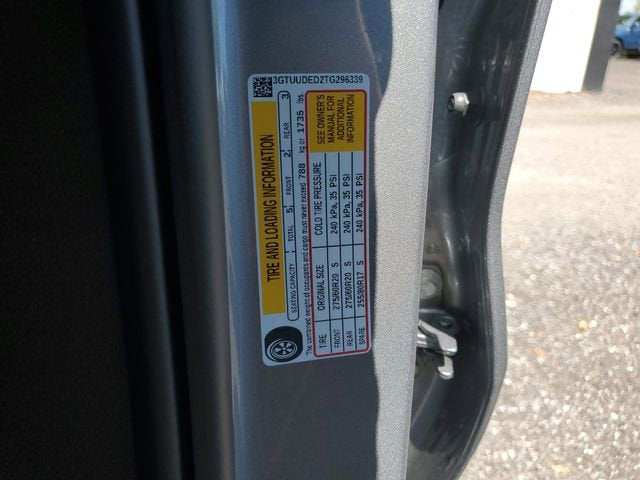 3GTUUDED2TG296339
TIRE AND LOADING INFORMATION
SEATING CAPACITY TOTAL 5 FRONT 2 REAR 3
The combined weight of occupants and cargo must never exceed 788 kg or 1735 lbs.
TIRE ORIGINAL SIZE COLD TIRE PRESSURE
FRONT 275/60R20 S 240 kPa, 35 PSI
REAR 275/60R20 S 240 kPa, 35 PSI
SPARE 255/80R17 S 240 kPa, 35 PSI
SEE OWNER'S
MANUAL FOR
ADDITIONAL
INFORMATION